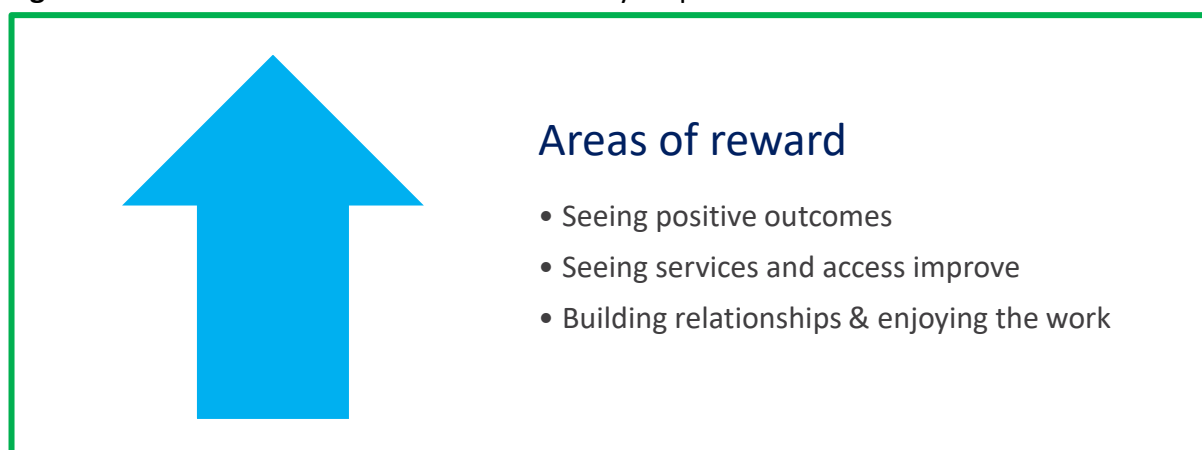 Areas of reward
• Seeing positive outcomes
• Seeing services and access improve
• Building relationships & enjoying the work